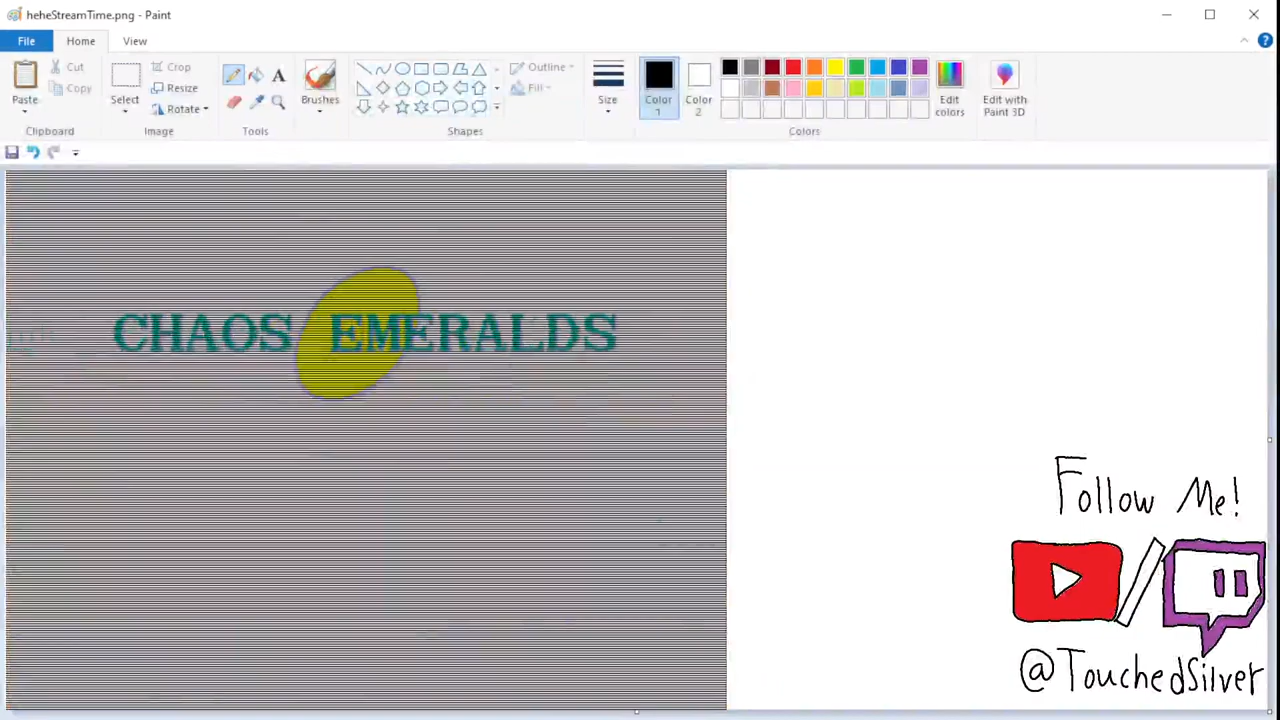 heheStreamTime.png - Paint
File
Home
View
Paste
Cut
Copy
Clipboard
Select
Crop
Resize
Rotate
Image
A
Tools
Brushes
Outline
Fill
Shapes
Size
Color 1
Color 2
Edit colors
Colors
Edit with Paint 3D
?
CHAOS EMERALDS
Follow Me!
@TouchedSilver